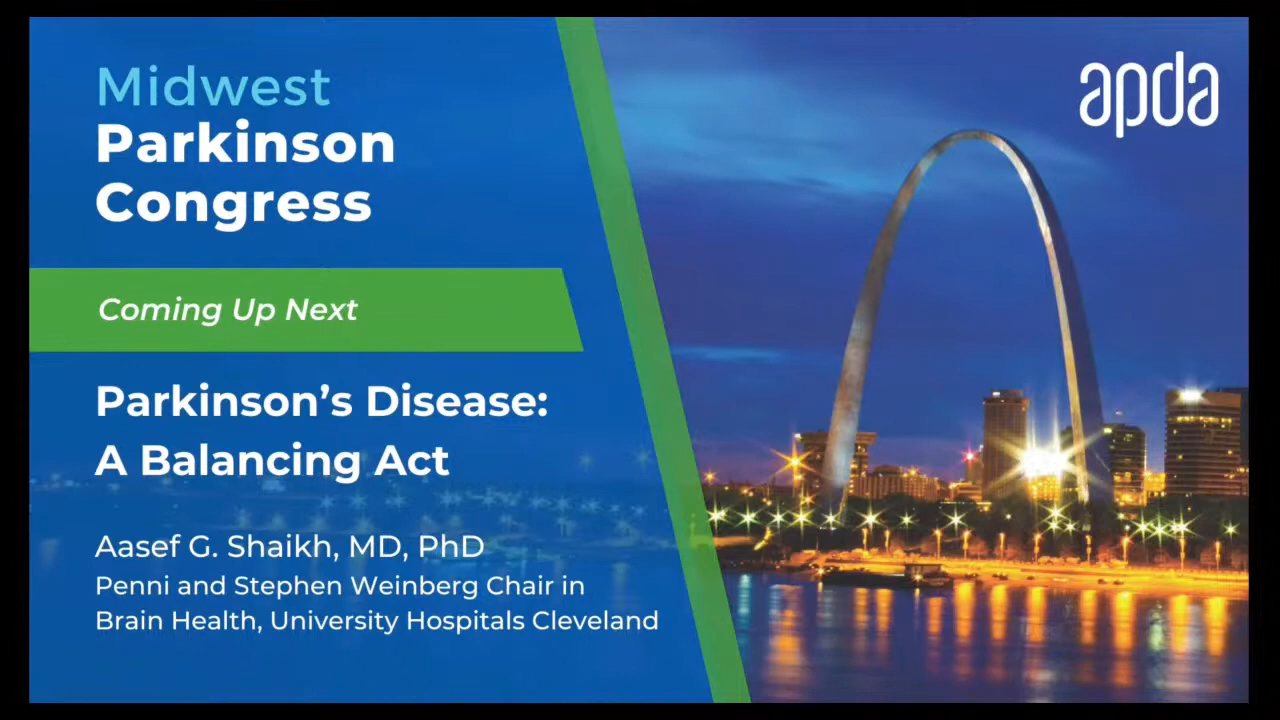 Midwest
Parkinson
Congress
apda
Coming Up Next
Parkinson’s Disease:
A Balancing Act
Aasef G. Shaikh, MD, PhD
Penni and Stephen Weinberg Chair in
Brain Health, University Hospitals Cleveland